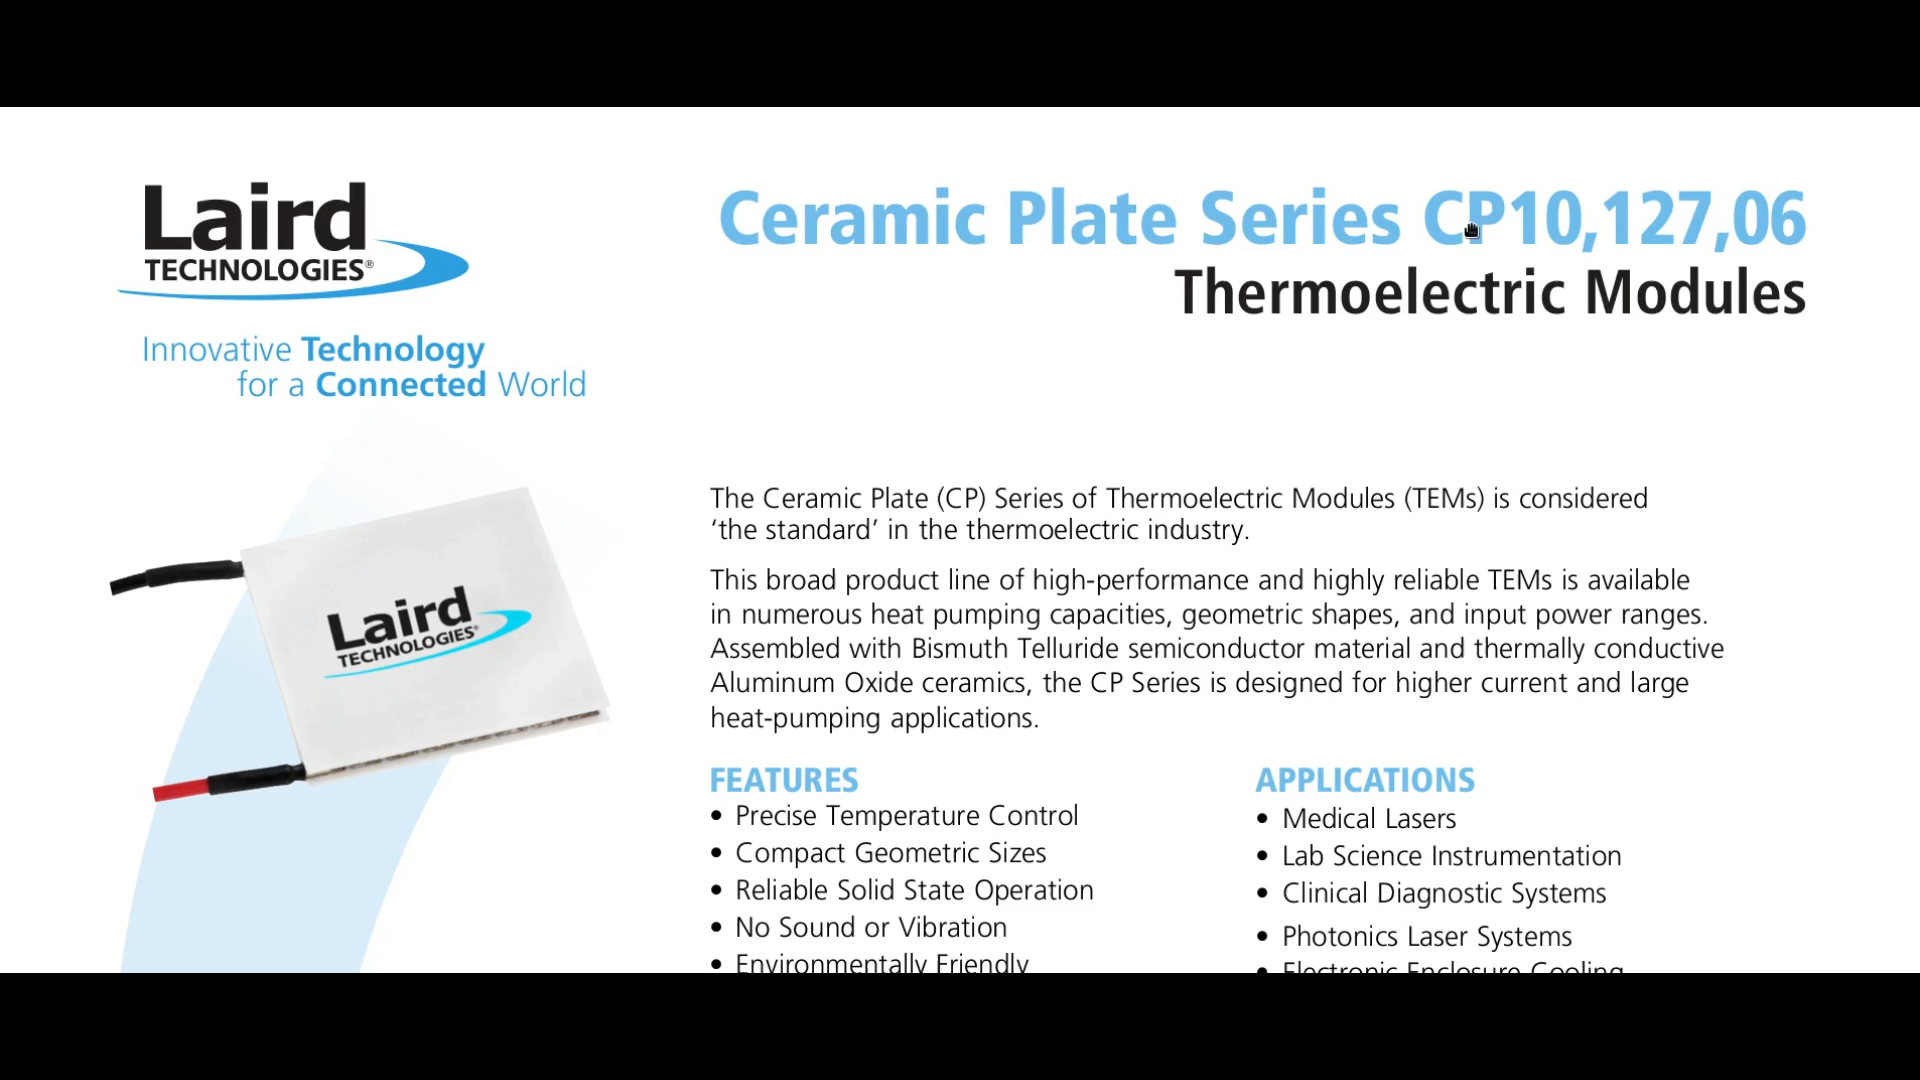 Laird
TECHNOLOGIES®
Innovative Technology
for a Connected World
Ceramic Plate Series CP10,127,06
Thermoelectric Modules
Laird
TECHNOLOGIES®
The Ceramic Plate (CP) Series of Thermoelectric Modules (TEMs) is considered
‘the standard’ in the thermoelectric industry.
This broad product line of high-performance and highly reliable TEMs is available
in numerous heat pumping capacities, geometric shapes, and input power ranges.
Assembled with Bismuth Telluride semiconductor material and thermally conductive
Aluminum Oxide ceramics, the CP Series is designed for higher current and large
heat-pumping applications.
FEATURES
• Precise Temperature Control
• Compact Geometric Sizes
• Reliable Solid State Operation
• No Sound or Vibration
• Environmentally Friendly
APPLICATIONS
• Medical Lasers
• Lab Science Instrumentation
• Clinical Diagnostic Systems
• Photonics Laser Systems
• Electronic Enclosure Cooling